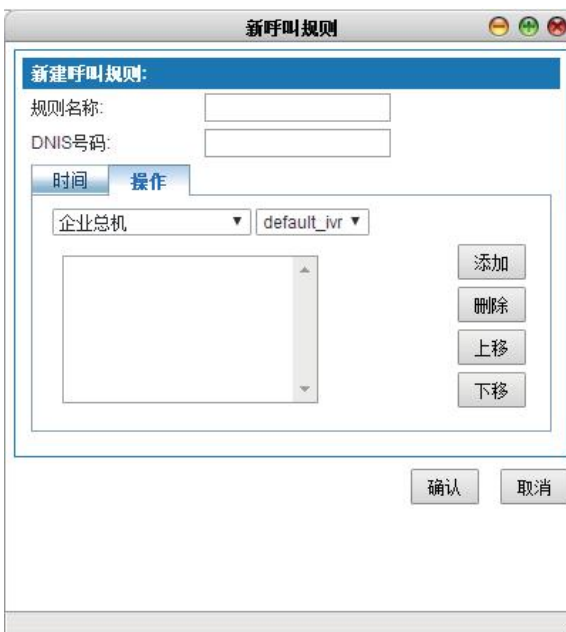 新呼叫规则
新建呼叫规则:
规则名称:
DNIS号码:
时间 操作
企业总机 default_ivr
添加
删除
上移
下移
确认 取消